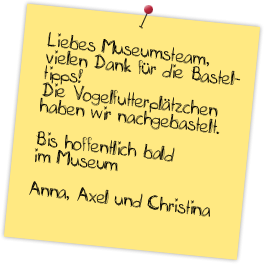 Liebes Museumsteam,
vielen Dank für die Bastel-
tipps!
Die Vogelfutterplätzchen
haben wir nachgebastelt.
Bis hoffentlich bald
im Museum
Anna, Axel und Christina